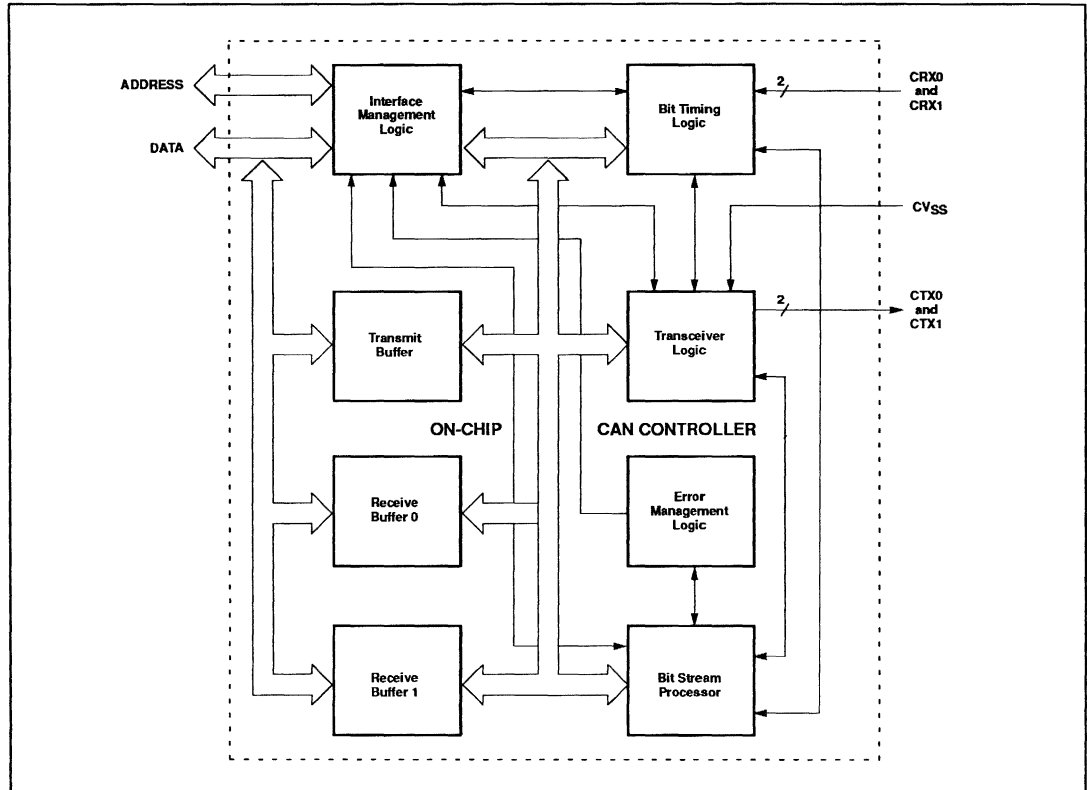 ADDRESS
DATA
Interface
Management
Logic
2
Bit Timing
Logic
CRX0
and
CRX1
CVSS
Transmit
Buffer
Transceiver
Logic
2
CTX0
and
CTX1
ON-CHIP CAN CONTROLLER
Receive
Buffer 0
Error
Management
Logic
Receive
Buffer 1
Bit Stream
Processor